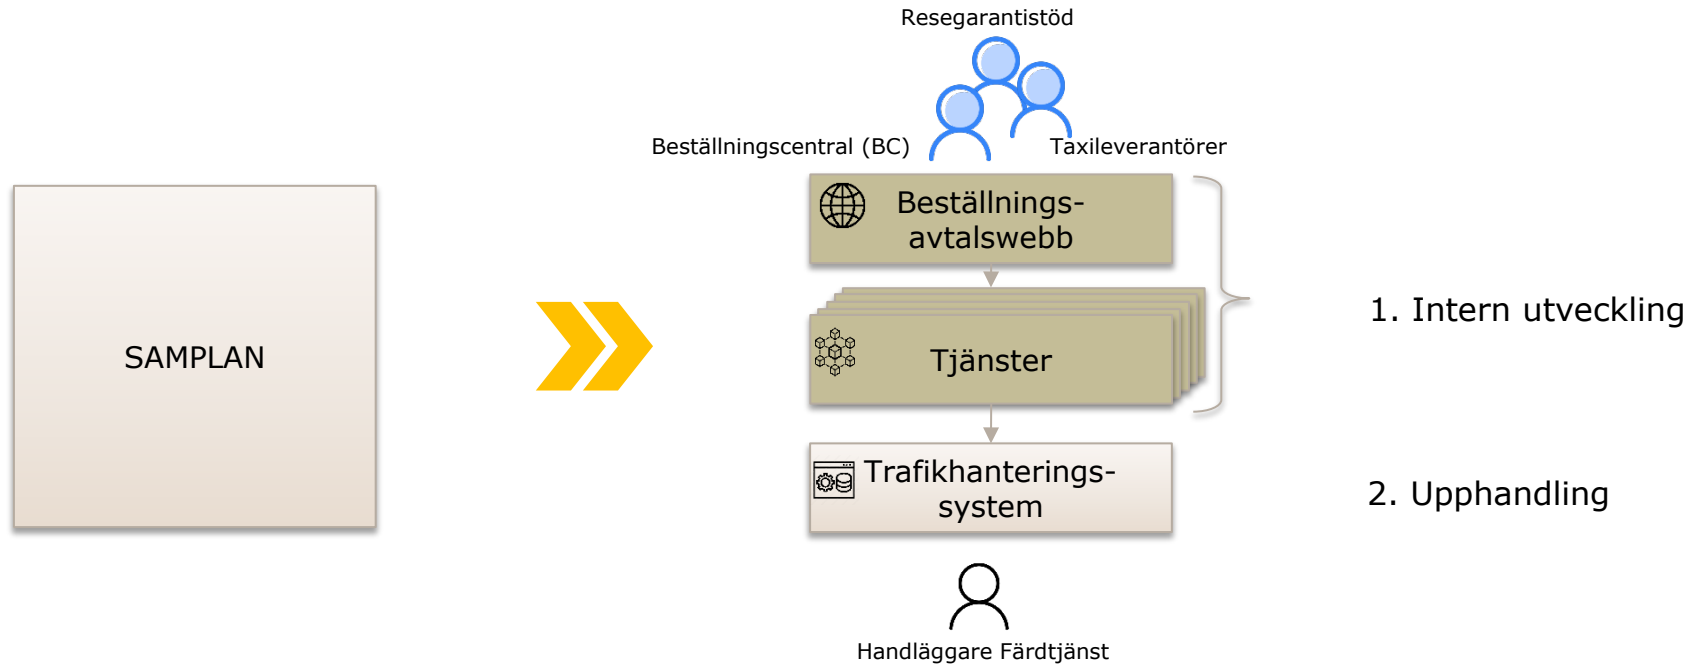 Resegarantistöd
Beställningscentral (BC)
Taxileverantörer
Beställnings-
avtalswebb
SAMPLAN
Tjänster
1. Intern utveckling
Trafikhanterings-
system
2. Upphandling
Handläggare Färdtjänst